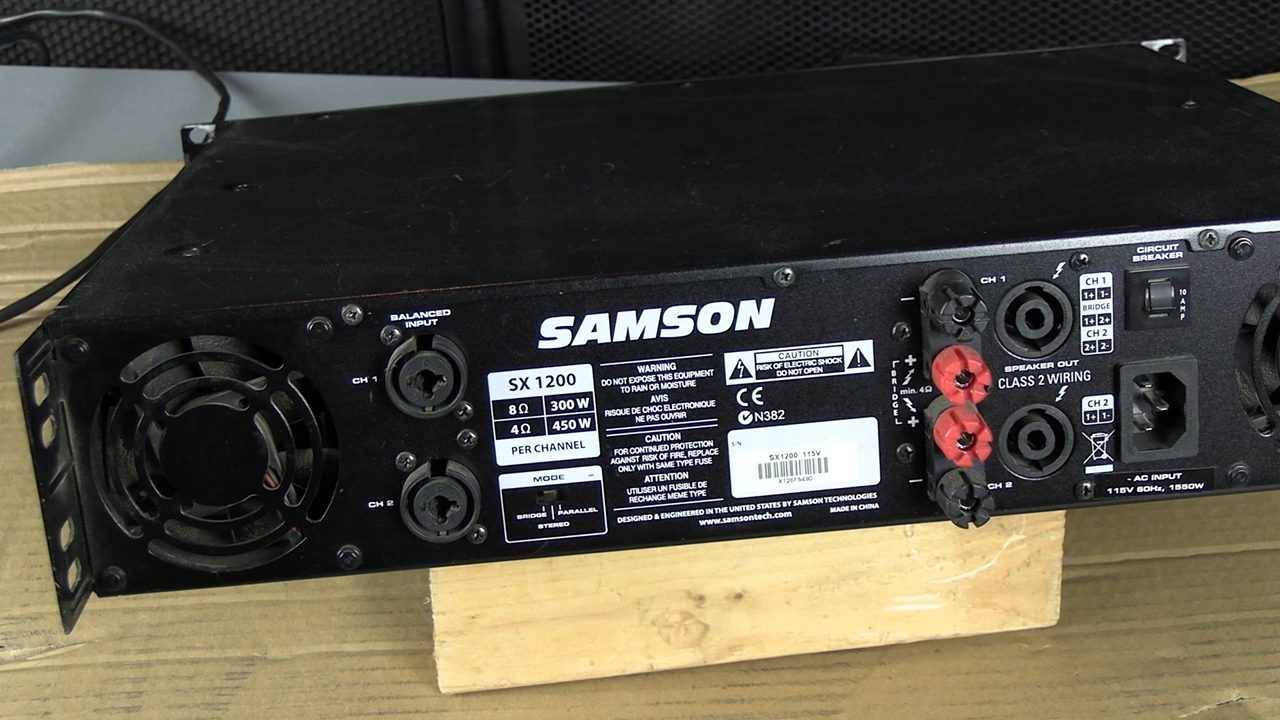 BALANCED
INPUT
CH 1
CH 2
SAMSON
SX 1200
8Ω 300 W
4Ω 450 W
PER CHANNEL
MODE
BRIDGE PARALLEL
STEREO
WARNING
DO NOT EXPOSE THIS EQUIPMENT
TO RAIN OR MOISTURE
AVIS
RISQUE DE CHOC ELECTRONIQUE
NE PAS OUVRIR
CAUTION
FOR CONTINUED PROTECTION
AGAINST RISK OF FIRE, REPLACE
ONLY WITH SAME TYPE FUSE
ATTENTION
UTILISER UN FUSIBLE DE
RECHANGE MEME TYPE
CAUTION
RISK OF ELECTRIC SHOCK
DO NOT OPEN
CE
N382
S/N
SX1200 115V
X126F5490
DESIGNED & ENGINEERED IN THE UNITED STATES BY SAMSON TECHNOLOGIES
www.samsontech.com
MADE IN CHINA
CH 1
−
+
BRIDGE
min. 4Ω
+
−
CH 2
SPEAKER OUT
CLASS 2 WIRING
CH 1
1+ 1-
BRIDGE
1+ 2+
CH 2
2+ 2-
CH 2
1+ 1-
CIRCUIT
BREAKER
10
AMP
~ AC INPUT
115V 60Hz, 1550W